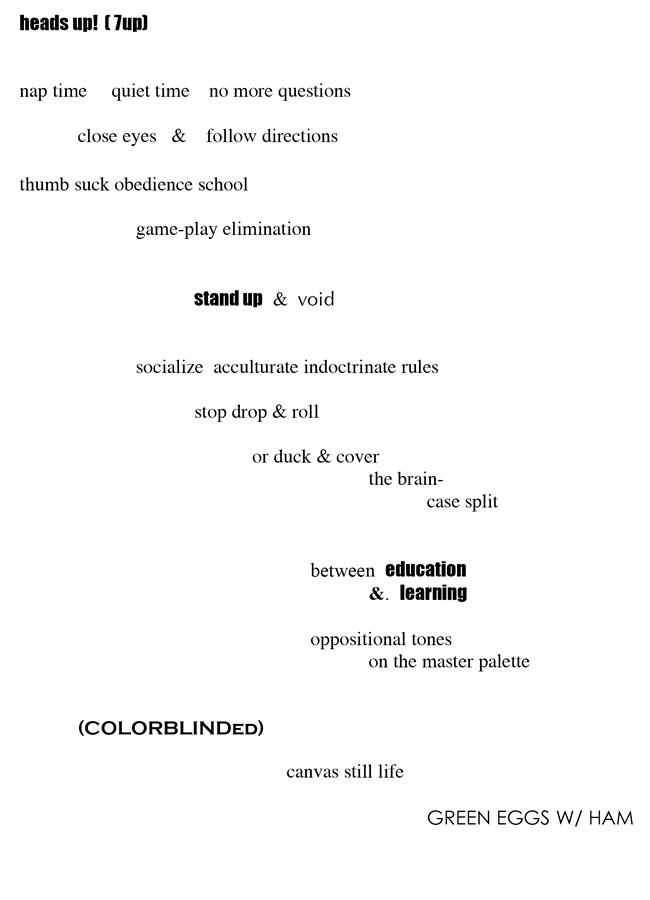 heads up! ( 7up)
nap time quiet time no more questions
close eyes & follow directions
thumb suck obedience school
game-play elimination
stand up & void
socialize acculturate indoctrinate rules
stop drop & roll
or duck & cover
the brain-
case split
between education
&. learning
oppositional tones
on the master palette
(COLORBLINDED)
canvas still life
GREEN EGGS W/ HAM